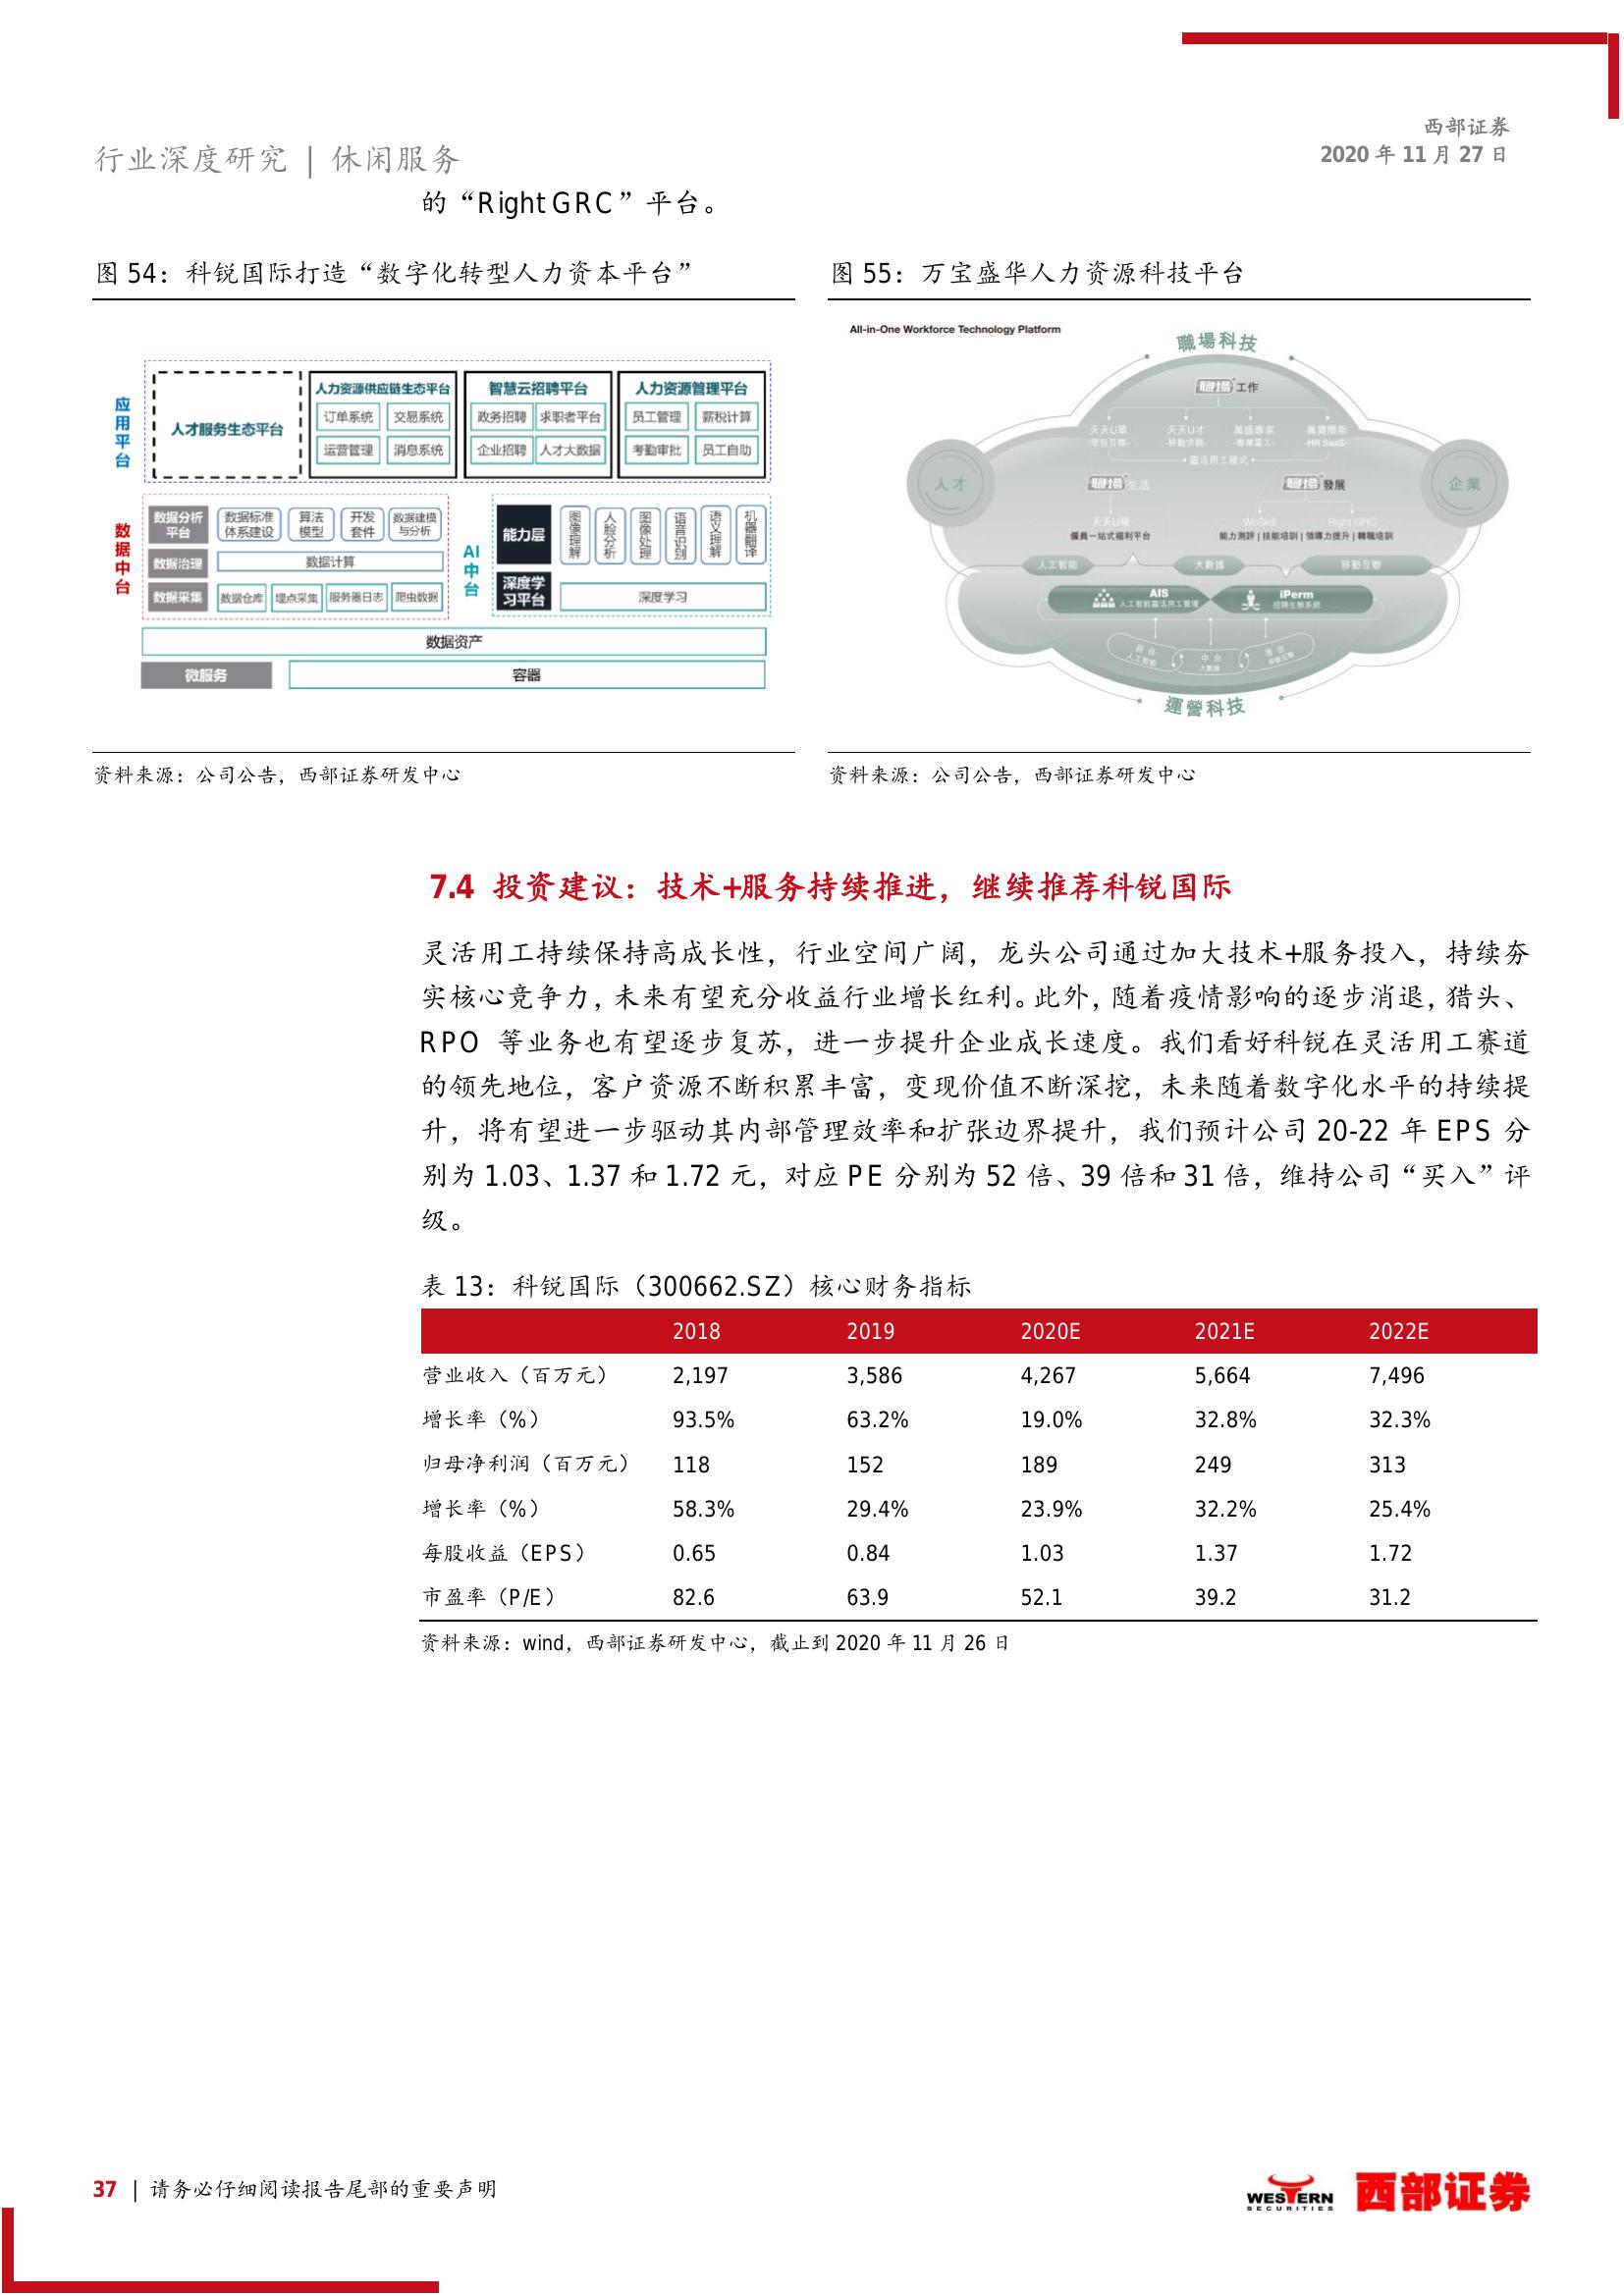 西部证券
2020 年 11 月 27 日
行业深度研究 | 休闲服务
的“Right GRC”平台。
图 54：科锐国际打造“数字化转型人力资本平台”
应用平台
人才服务生态平台
人力资源供应链生态平台
订单系统 交易系统
运营管理 消息系统
智慧云招聘平台
政务招聘 求职者平台
企业招聘 人才大数据
人力资源管理平台
员工管理 薪税计算
考勤审批 员工自助
数据中台
数据分析平台
数据标准体系建设 算法模型 开发套件 数据建模与分析
数据治理 数据计算
数据采集 数据仓库 埋点采集 服务器日志 爬虫数据
AI中台
能力层
图像理解 人脸分析 图像处理 语音识别 语义理解 机器翻译
深度学习平台 深度学习
数据资产
微服务 容器
资料来源：公司公告，西部证券研发中心
图 55：万宝盛华人力资源科技平台
All-in-One Workforce Technology Platform
職場科技
工作
天天U單 天天U才 萬盛專家 萬寶簡斯
-HR SaaS-
人才
企業
生活
發展
Right GRC
僱員一站式福利平台
能力測評 | 技能培訓 | 領導力提升 | 轉職培訓
人工智能 大數據 移動互聯
AIS
人工智能靈活用工管理
iPerm
招聘生態系統
中台
大數據
運營科技
资料来源：公司公告，西部证券研发中心
7.4 投资建议：技术+服务持续推进，继续推荐科锐国际
灵活用工持续保持高成长性，行业空间广阔，龙头公司通过加大技术+服务投入，持续夯
实核心竞争力，未来有望充分收益行业增长红利。此外，随着疫情影响的逐步消退，猎头、
RPO 等业务也有望逐步复苏，进一步提升企业成长速度。我们看好科锐在灵活用工赛道
的领先地位，客户资源不断积累丰富，变现价值不断深挖，未来随着数字化水平的持续提
升，将有望进一步驱动其内部管理效率和扩张边界提升，我们预计公司 20-22 年 EPS 分
别为 1.03、1.37 和 1.72 元，对应 PE 分别为 52 倍、39 倍和 31 倍，维持公司“买入”评
级。
表 13：科锐国际（300662.SZ）核心财务指标
2018 2019 2020E 2021E 2022E
营业收入（百万元） 2,197 3,586 4,267 5,664 7,496
增长率（%） 93.5% 63.2% 19.0% 32.8% 32.3%
归母净利润（百万元） 118 152 189 249 313
增长率（%） 58.3% 29.4% 23.9% 32.2% 25.4%
每股收益（EPS） 0.65 0.84 1.03 1.37 1.72
市盈率（P/E） 82.6 63.9 52.1 39.2 31.2
资料来源：wind，西部证券研发中心，截止到 2020 年 11 月 26 日
37 | 请务必仔细阅读报告尾部的重要声明
WESTERN
SECURITIES
西部证券